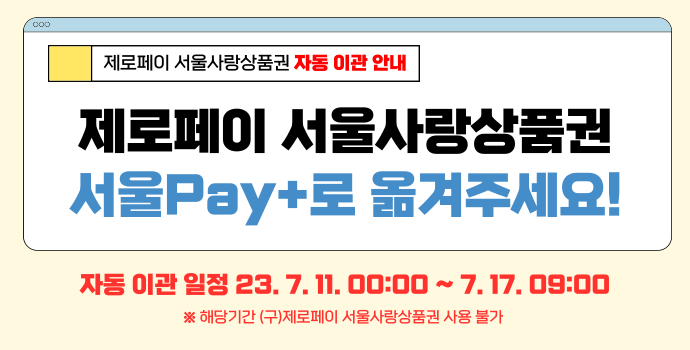 제로페이 서울사랑상품권 자동 이관 안내
제로페이 서울사랑상품권
서울Pay+로 옮겨주세요!
자동 이관 일정 23. 7. 11. 00:00 ~ 7. 17. 09:00
※ 해당기간 (구)제로페이 서울사랑상품권 사용 불가